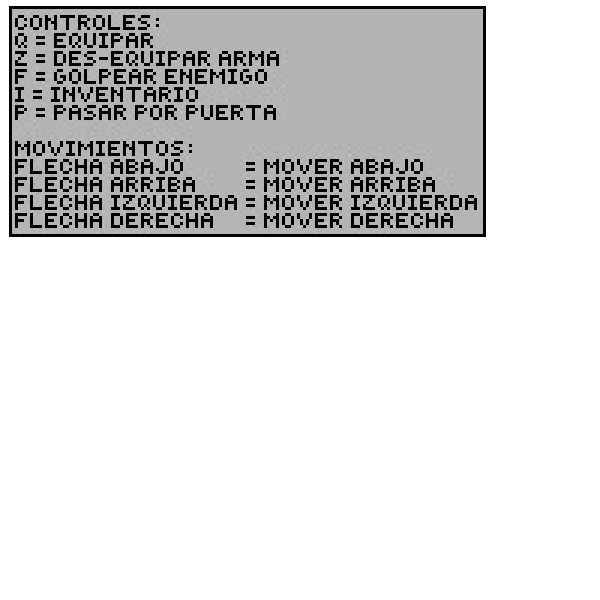 CONTROLES:
Q = EQUIPAR
Z = DES-EQUIPAR ARMA
F = GOLPEAR ENEMIGO
I = INVENTARIO
P = PASAR POR PUERTA
MOVIMIENTOS:
FLECHA ABAJO = MOVER ABAJO
FLECHA ARRIBA = MOVER ARRIBA
FLECHA IZQUIERDA = MOVER IZQUIERDA
FLECHA DERECHA = MOVER DERECHA